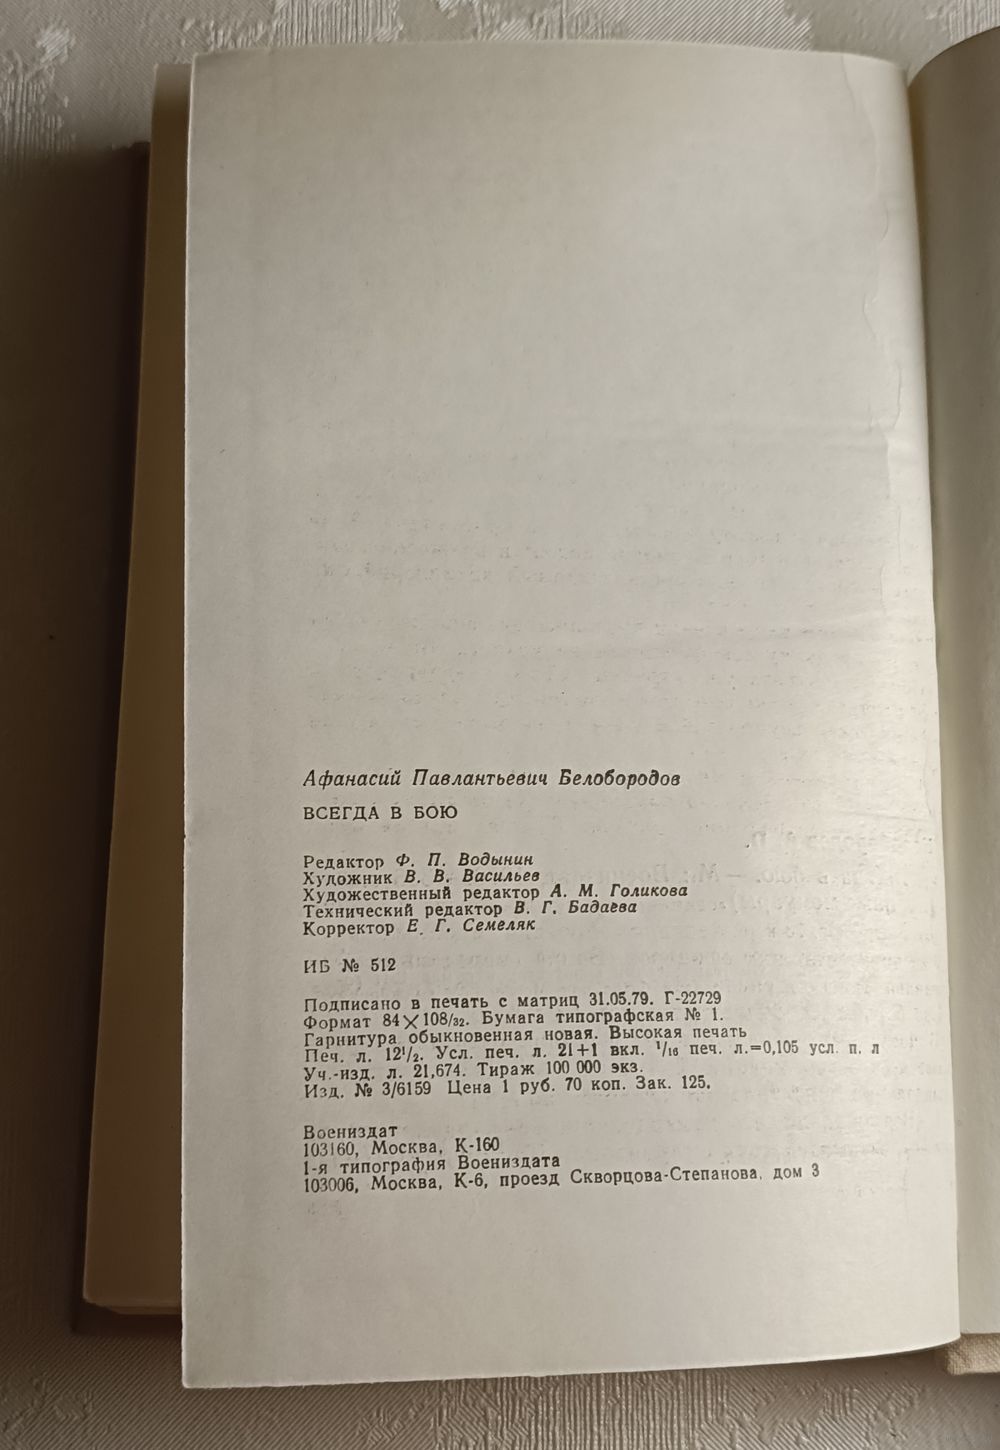 Афанасий Павлантьевич Белобородов
ВСЕГДА В БОЮ
Редактор Ф. П. Водынин
Художник В. В. Васильев
Художественный редактор А. М. Голикова
Технический редактор В. Г. Бадаева
Корректор Е. Г. Семеляк
ИБ № 512
Подписано в печать с матриц 31.05.79. Г-22729
Формат 84×108/32. Бумага типографская № 1.
Гарнитура обыкновенная новая. Высокая печать
Печ. л. 12 1/2. Усл. печ. л. 21+1 вкл. 1/16 печ. л.=0,105 усл. п. л
Уч.-изд. л. 21,674. Тираж 100 000 экз.
Изд. № 3/6159 Цена 1 руб. 70 коп. Зак. 125.
Воениздат
103160, Москва, К-160
1-я типография Воениздата
103006, Москва, К-6, проезд Скворцова-Степанова, дом 3